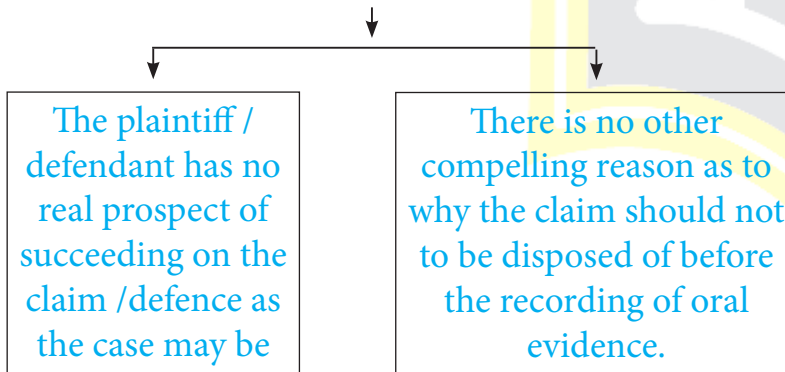 The plaintiff /
defendant has no
real prospect of
succeeding on the
claim /defence as
the case may be
There is no other
compelling reason as to
why the claim should not
to be disposed of before
the recording of oral
evidence.